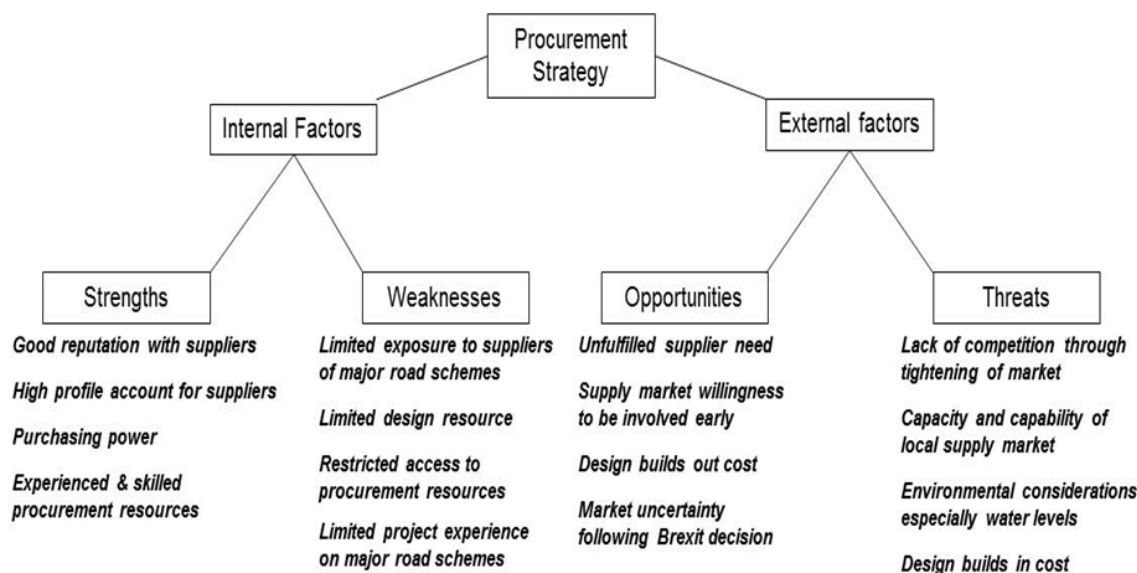 Procurement
Strategy
Internal Factors
External factors
Strengths
Good reputation with suppliers
High profile account for suppliers
Purchasing power
Experienced & skilled
procurement resources
Weaknesses
Limited exposure to suppliers
of major road schemes
Limited design resource
Restricted access to
procurement resources
Limited project experience
on major road schemes
Opportunities
Unfulfilled supplier need
Supply market willingness
to be involved early
Design builds out cost
Market uncertainty
following Brexit decision
Threats
Lack of competition through
tightening of market
Capacity and capability of
local supply market
Environmental considerations
especially water levels
Design builds in cost